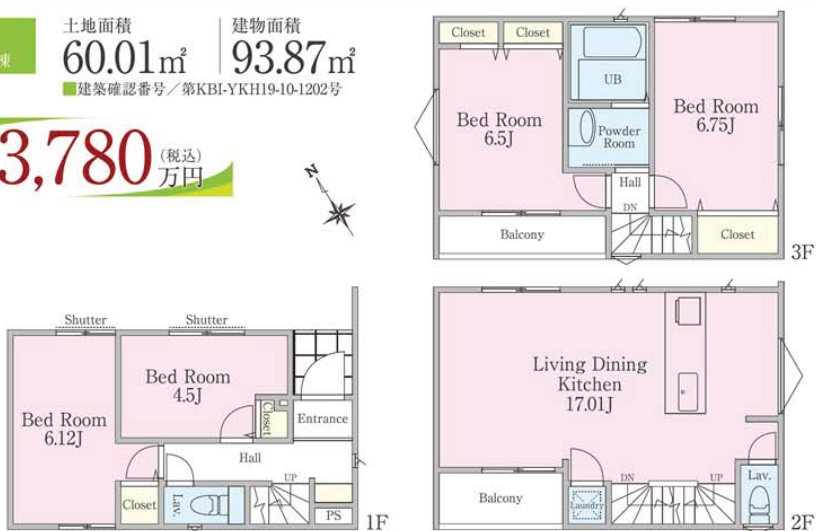 棟
土地面積
60.01㎡
建物面積
93.87㎡
■建築確認番号／第KBI-YKH19-10-1202号
3,780
(税込)
万円
N
Closet
Closet
UB
Bed Room
6.5J
Powder
Room
Bed Room
6.75J
Hall
DN
Balcony
Closet
3F
Shutter
Shutter
Bed Room
4.5J
Bed Room
6.12J
Closet
Entrance
Hall
UP
Closet
Lav.
PS
1F
Living Dining
Kitchen
17.01J
DN
UP
Lav.
Balcony
Laundry
2F